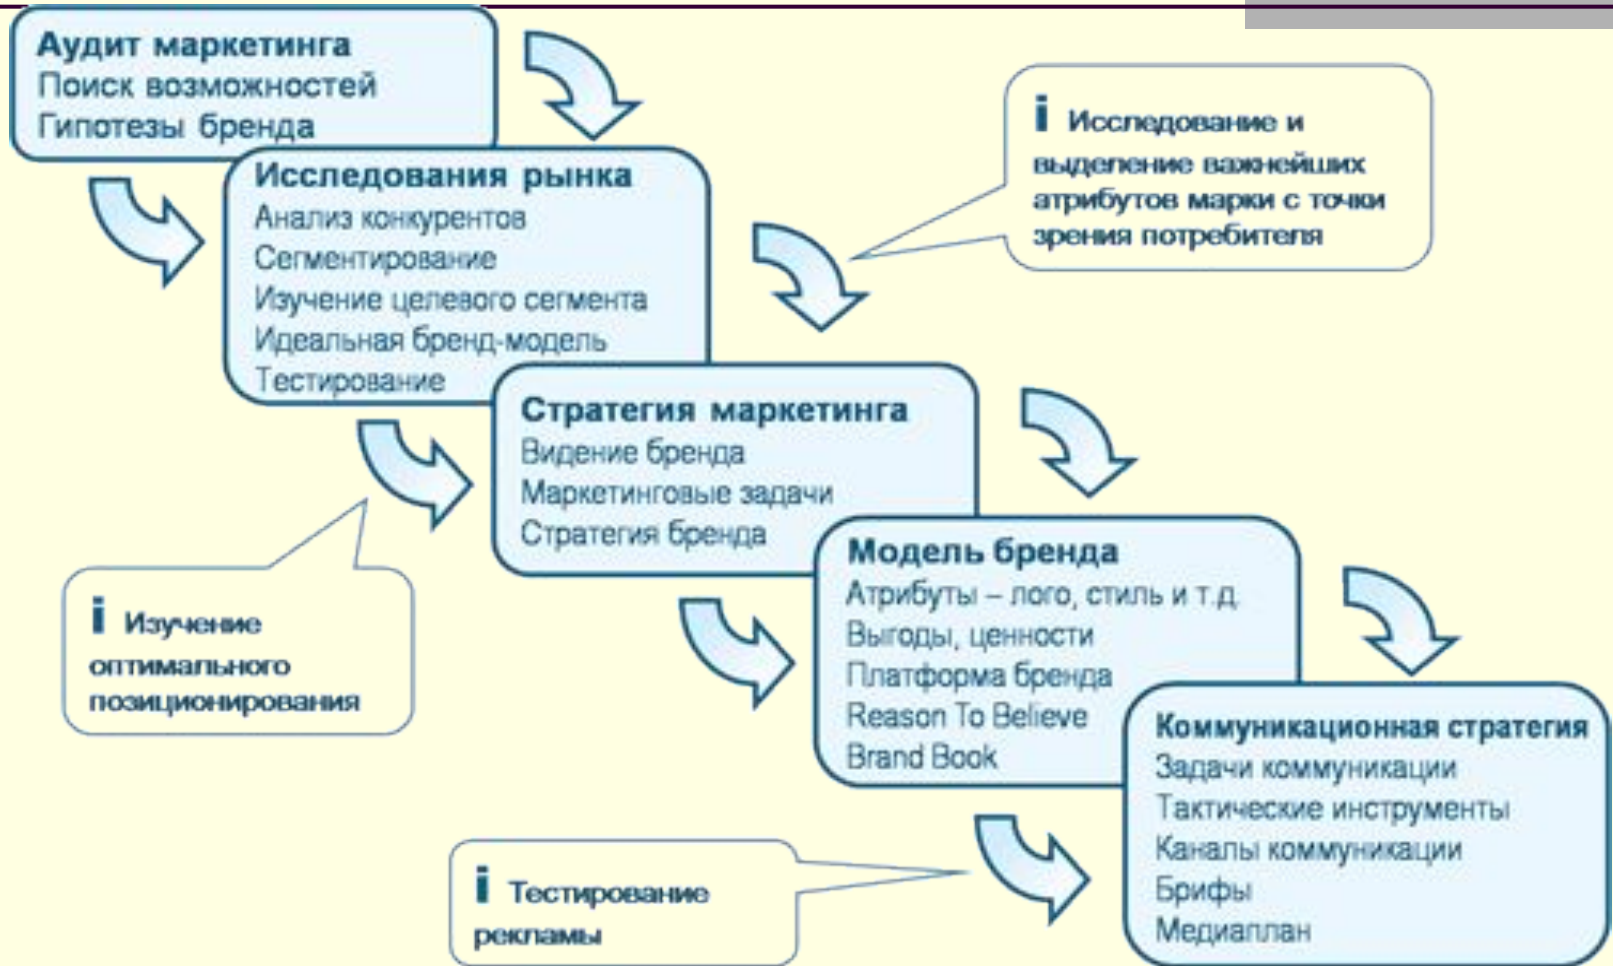 Аудит маркетинга
Поиск возможностей
Гипотезы бренда
Исследования рынка
Анализ конкурентов
Сегментирование
Изучение целевого сегмента
Идеальная бренд-модель
Тестирование
i Исследование и
выделение важнейших
атрибутов марки с точки
зрения потребителя
Стратегия маркетинга
Видение бренда
Маркетинговые задачи
Стратегия бренда
i Изучение
оптимального
позиционирования
Модель бренда
Атрибуты – лого, стиль и т.д.
Выгоды, ценности
Платформа бренда
Reason To Believe
Brand Book
Коммуникационная стратегия
Задачи коммуникации
Тактические инструменты
Каналы коммуникации
Брифы
Медиаплан
i Тестирование
рекламы